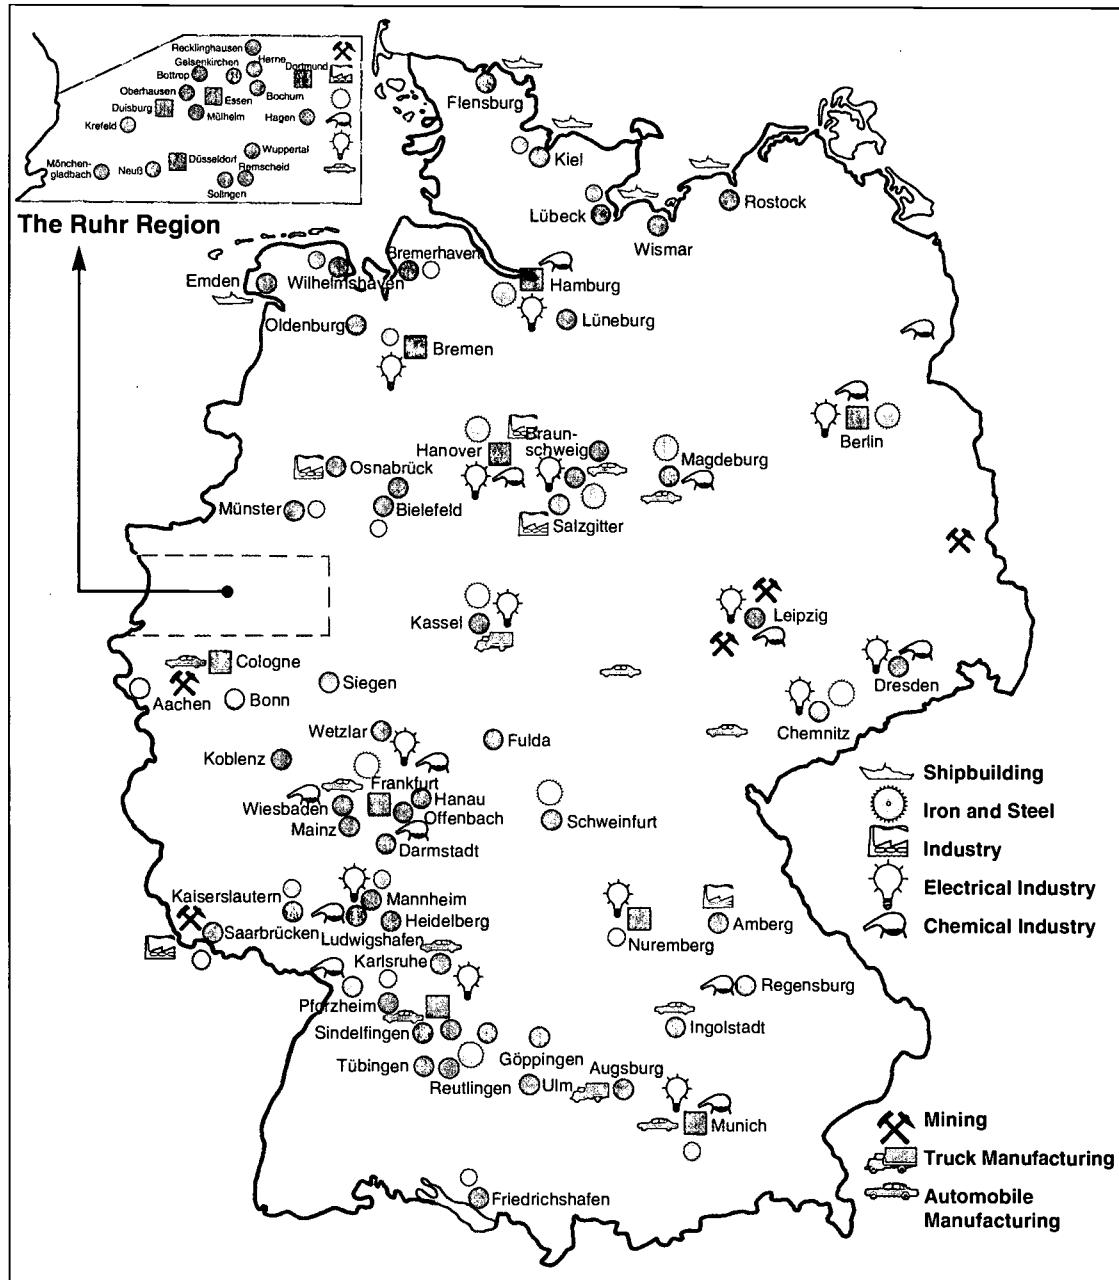 Recklinghausen
Gelsenkirchen
Herne
Bottrop
Dortmund
Oberhausen
Essen
Bochum
Duisburg
Mülheim
Hagen
Krefeld
Wuppertal
Düsseldorf
Mönchen-
gladbach
Neuß
Remscheid
Solingen
The Ruhr Region
Flensburg
Kiel
Lübeck
Rostock
Wismar
Bremerhaven
Emden
Wilhelmshaven
Hamburg
Oldenburg
Lüneburg
Bremen
Berlin
Hanover
Braun-
schweig
Osnabrück
Magdeburg
Münster
Bielefeld
Salzgitter
Kassel
Leipzig
Cologne
Siegen
Aachen
Bonn
Dresden
Chemnitz
Wetzlar
Fulda
Koblenz
Frankfurt
Hanau
Wiesbaden
Offenbach
Mainz
Schweinfurt
Darmstadt
Kaiserslautern
Mannheim
Heidelberg
Saarbrücken
Ludwigshafen
Nuremberg
Amberg
Karlsruhe
Regensburg
Pforzheim
Sindelfingen
Ingolstadt
Göppingen
Tübingen
Augsburg
Reutlingen
Ulm
Munich
Friedrichshafen
Shipbuilding
Iron and Steel
Industry
Electrical Industry
Chemical Industry
Mining
Truck Manufacturing
Automobile
Manufacturing